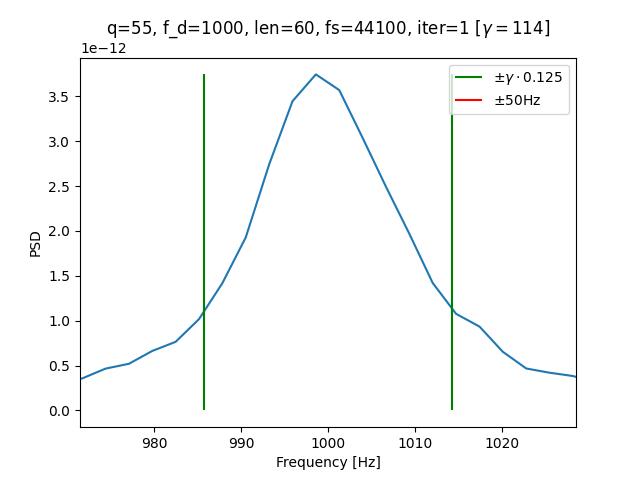 q=55, f_d=1000, len=60, fs=44100, iter=1 [γ = 114]
1e−12
±γ · 0.125
±50Hz
3.5
3.0
2.5
2.0
1.5
1.0
0.5
0.0
PSD
980
990
1000
1010
1020
Frequency [Hz]